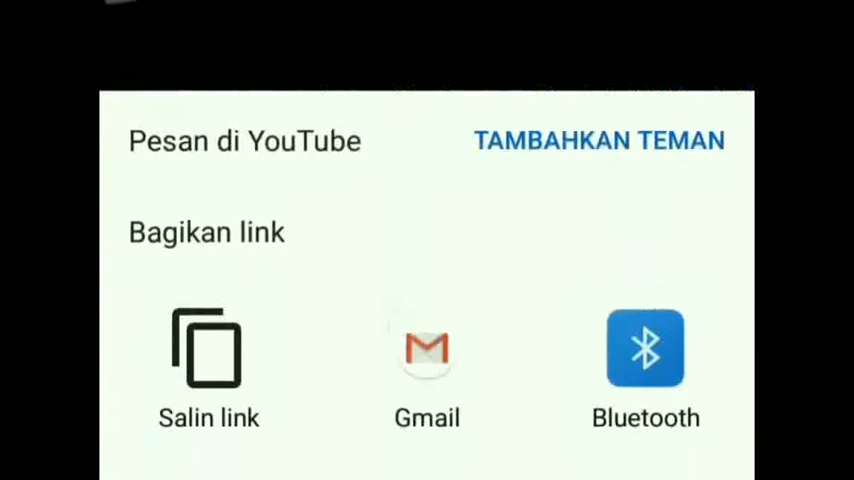 Pesan di YouTube TAMBAHKAN TEMAN
Bagikan link
Salin link Gmail Bluetooth